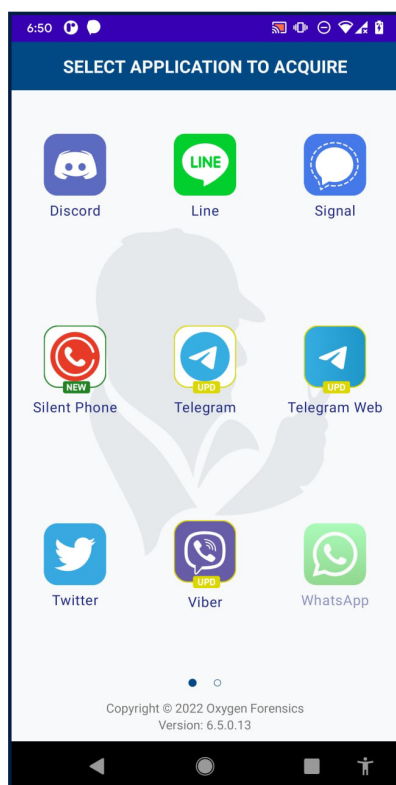 6:50
SELECT APPLICATION TO ACQUIRE
LINE
Discord
Line
Signal
NEW
UPD
UPD
Silent Phone
Telegram
Telegram Web
UPD
Twitter
Viber
WhatsApp
Copyright © 2022 Oxygen Forensics
Version: 6.5.0.13